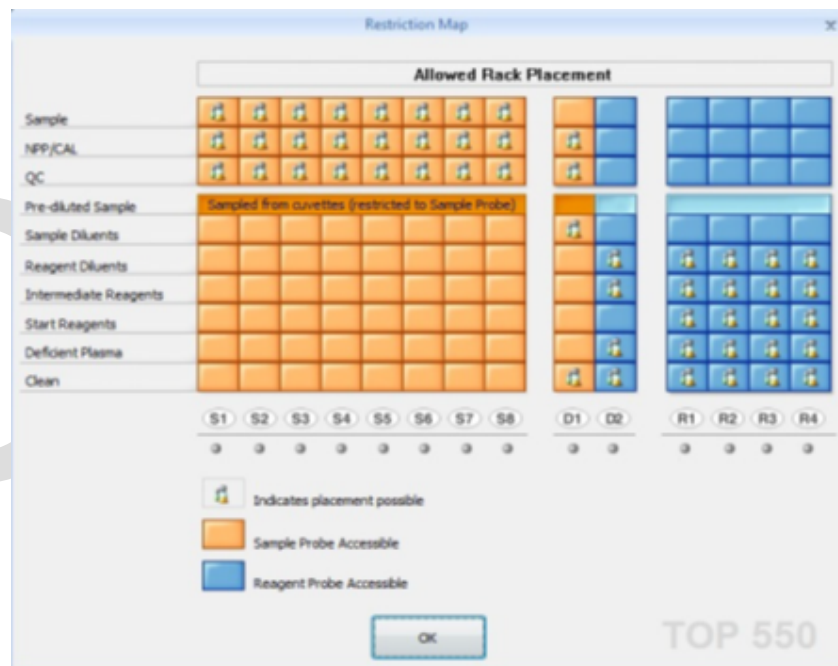 Restriction Map
Allowed Rack Placement
Sample
NPP/CAL
QC
Pre-diluted Sample
Sampled from cuvettes (restricted to Sample Probe)
Sample Diluents
Reagent Diluents
Intermediate Reagents
Start Reagents
Deficient Plasma
Clean
S1 S2 S3 S4 S5 S6 S7 S8 D1 D2 R1 R2 R3 R4
Indicates placement possible
Sample Probe Accessible
Reagent Probe Accessible
OK
TOP 550